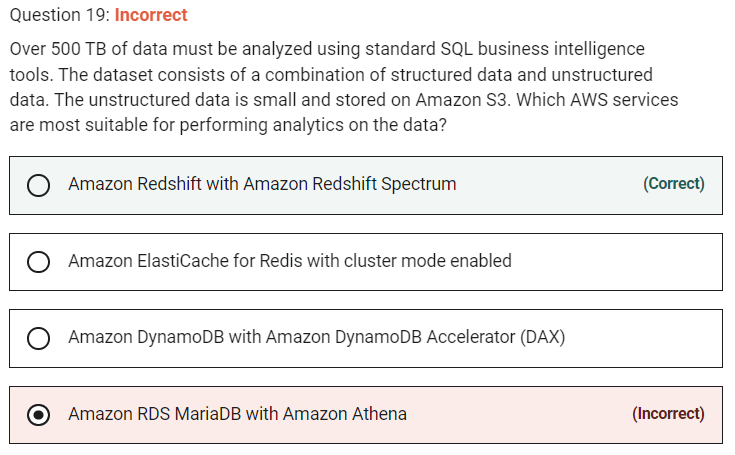 Question 19: Incorrect
Over 500 TB of data must be analyzed using standard SQL business intelligence
tools. The dataset consists of a combination of structured data and unstructured
data. The unstructured data is small and stored on Amazon S3. Which AWS services
are most suitable for performing analytics on the data?
Amazon Redshift with Amazon Redshift Spectrum (Correct)
Amazon ElastiCache for Redis with cluster mode enabled
Amazon DynamoDB with Amazon DynamoDB Accelerator (DAX)
Amazon RDS MariaDB with Amazon Athena (Incorrect)